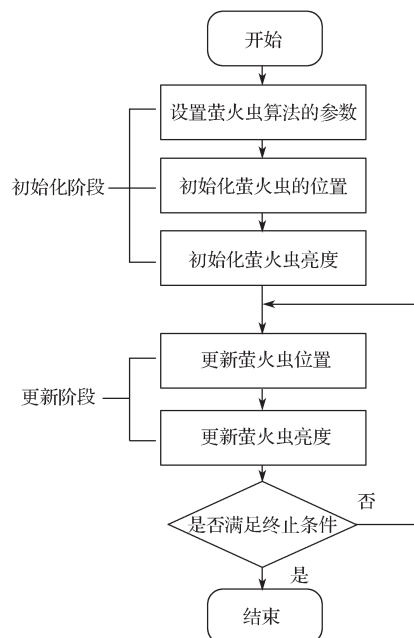 开始
设置萤火虫算法的参数
初始化阶段
初始化萤火虫的位置
初始化萤火虫亮度
更新萤火虫位置
更新阶段
更新萤火虫亮度
否
是否满足终止条件
是
结束